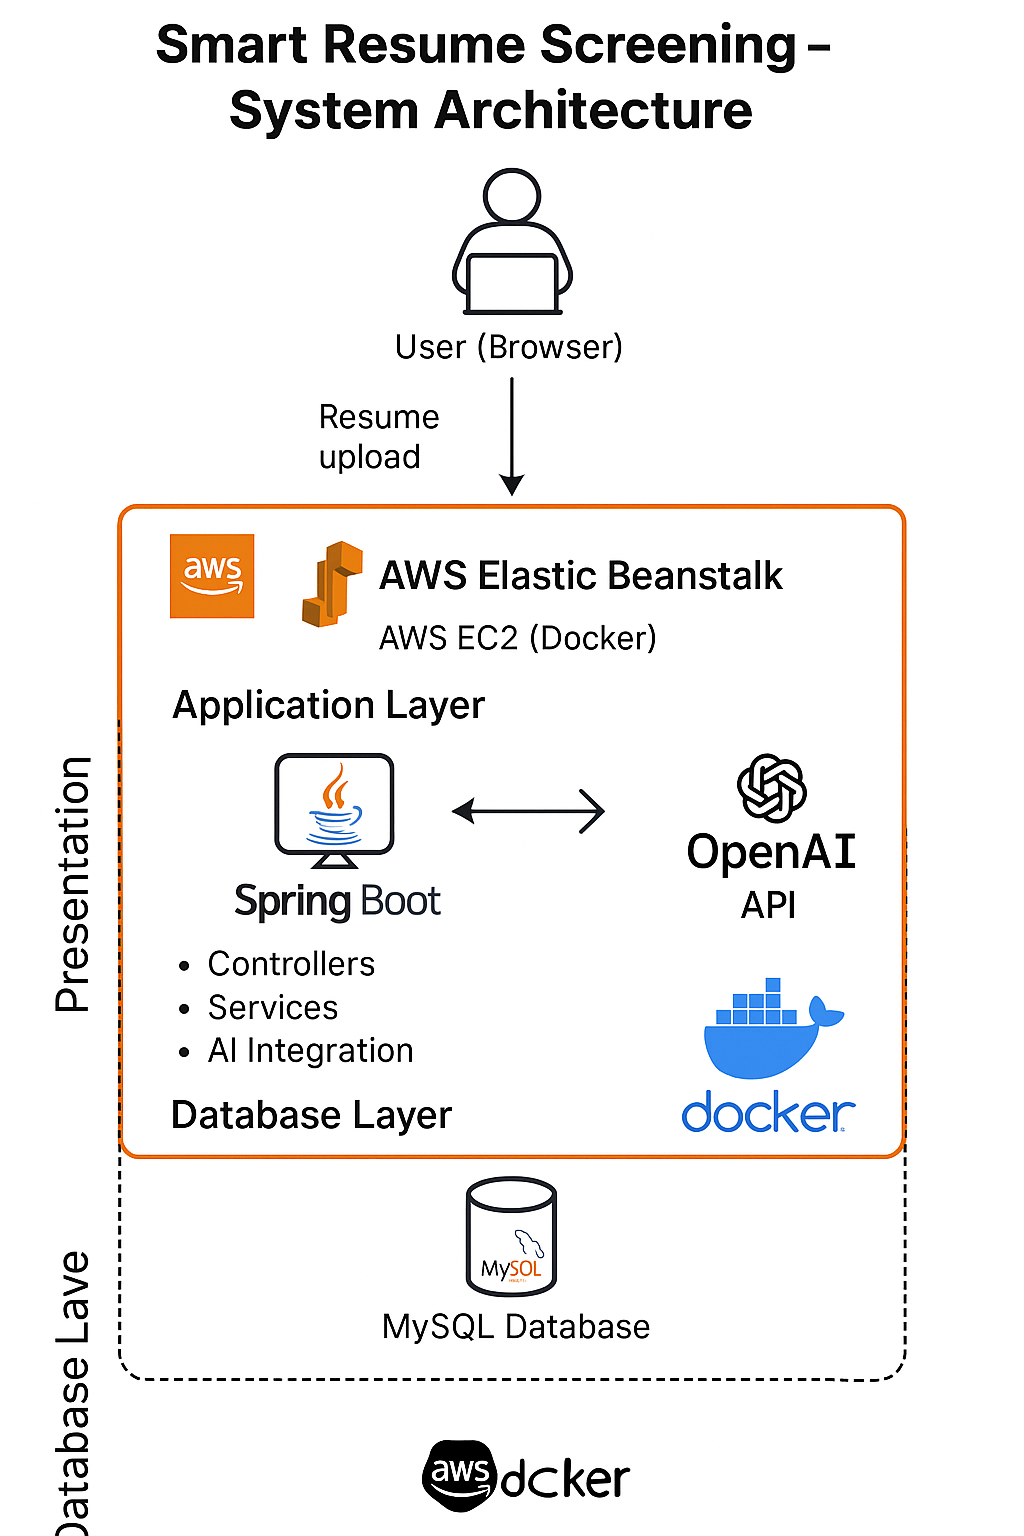 Smart Resume Screening –
System Architecture
User (Browser)
Resume
upload
aws
AWS Elastic Beanstalk
AWS EC2 (Docker)
Application Layer
Presentation
Spring Boot
OpenAI
API
• Controllers
• Services
• AI Integration
docker
Database Layer
MySQL
MySQL Database
Database Lave
aws dcker